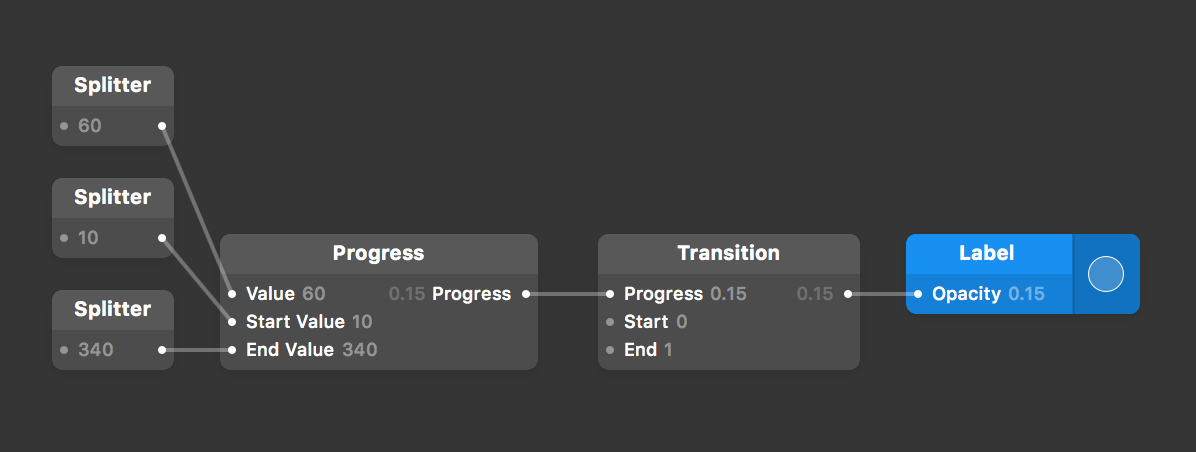 Splitter
60
Splitter
10
Splitter
340
Progress
Value 60 0.15 Progress
Start Value 10
End Value 340
Transition
Progress 0.15 0.15
Start 0
End 1
Label
Opacity 0.15